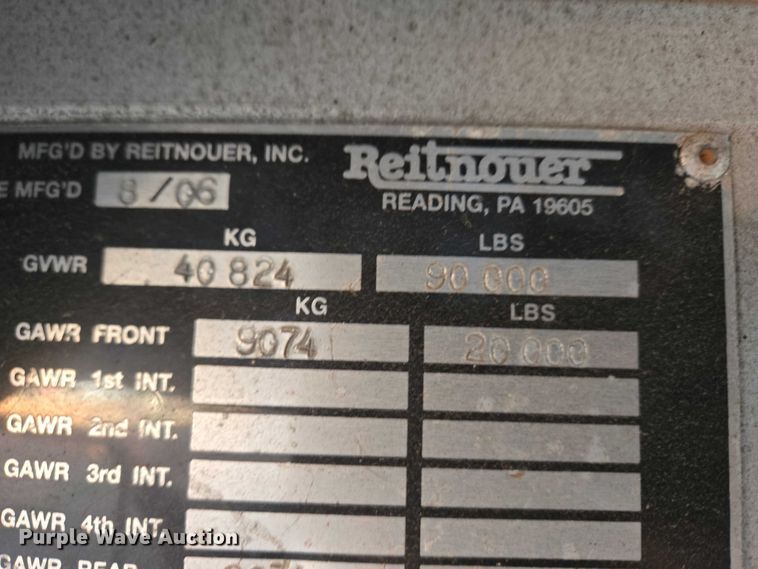 MFG'D BY REITNOUER, INC.
Reitnouer
READING, PA 19605
E MFG'D 8/06
KG LBS
GVWR 40 824 90 000
KG LBS
GAWR FRONT 9074 20 000
GAWR 1st INT.
GAWR 2nd INT.
GAWR 3rd INT.
GAWR 4th INT.
GAWR REAR
Purple Wave Auction